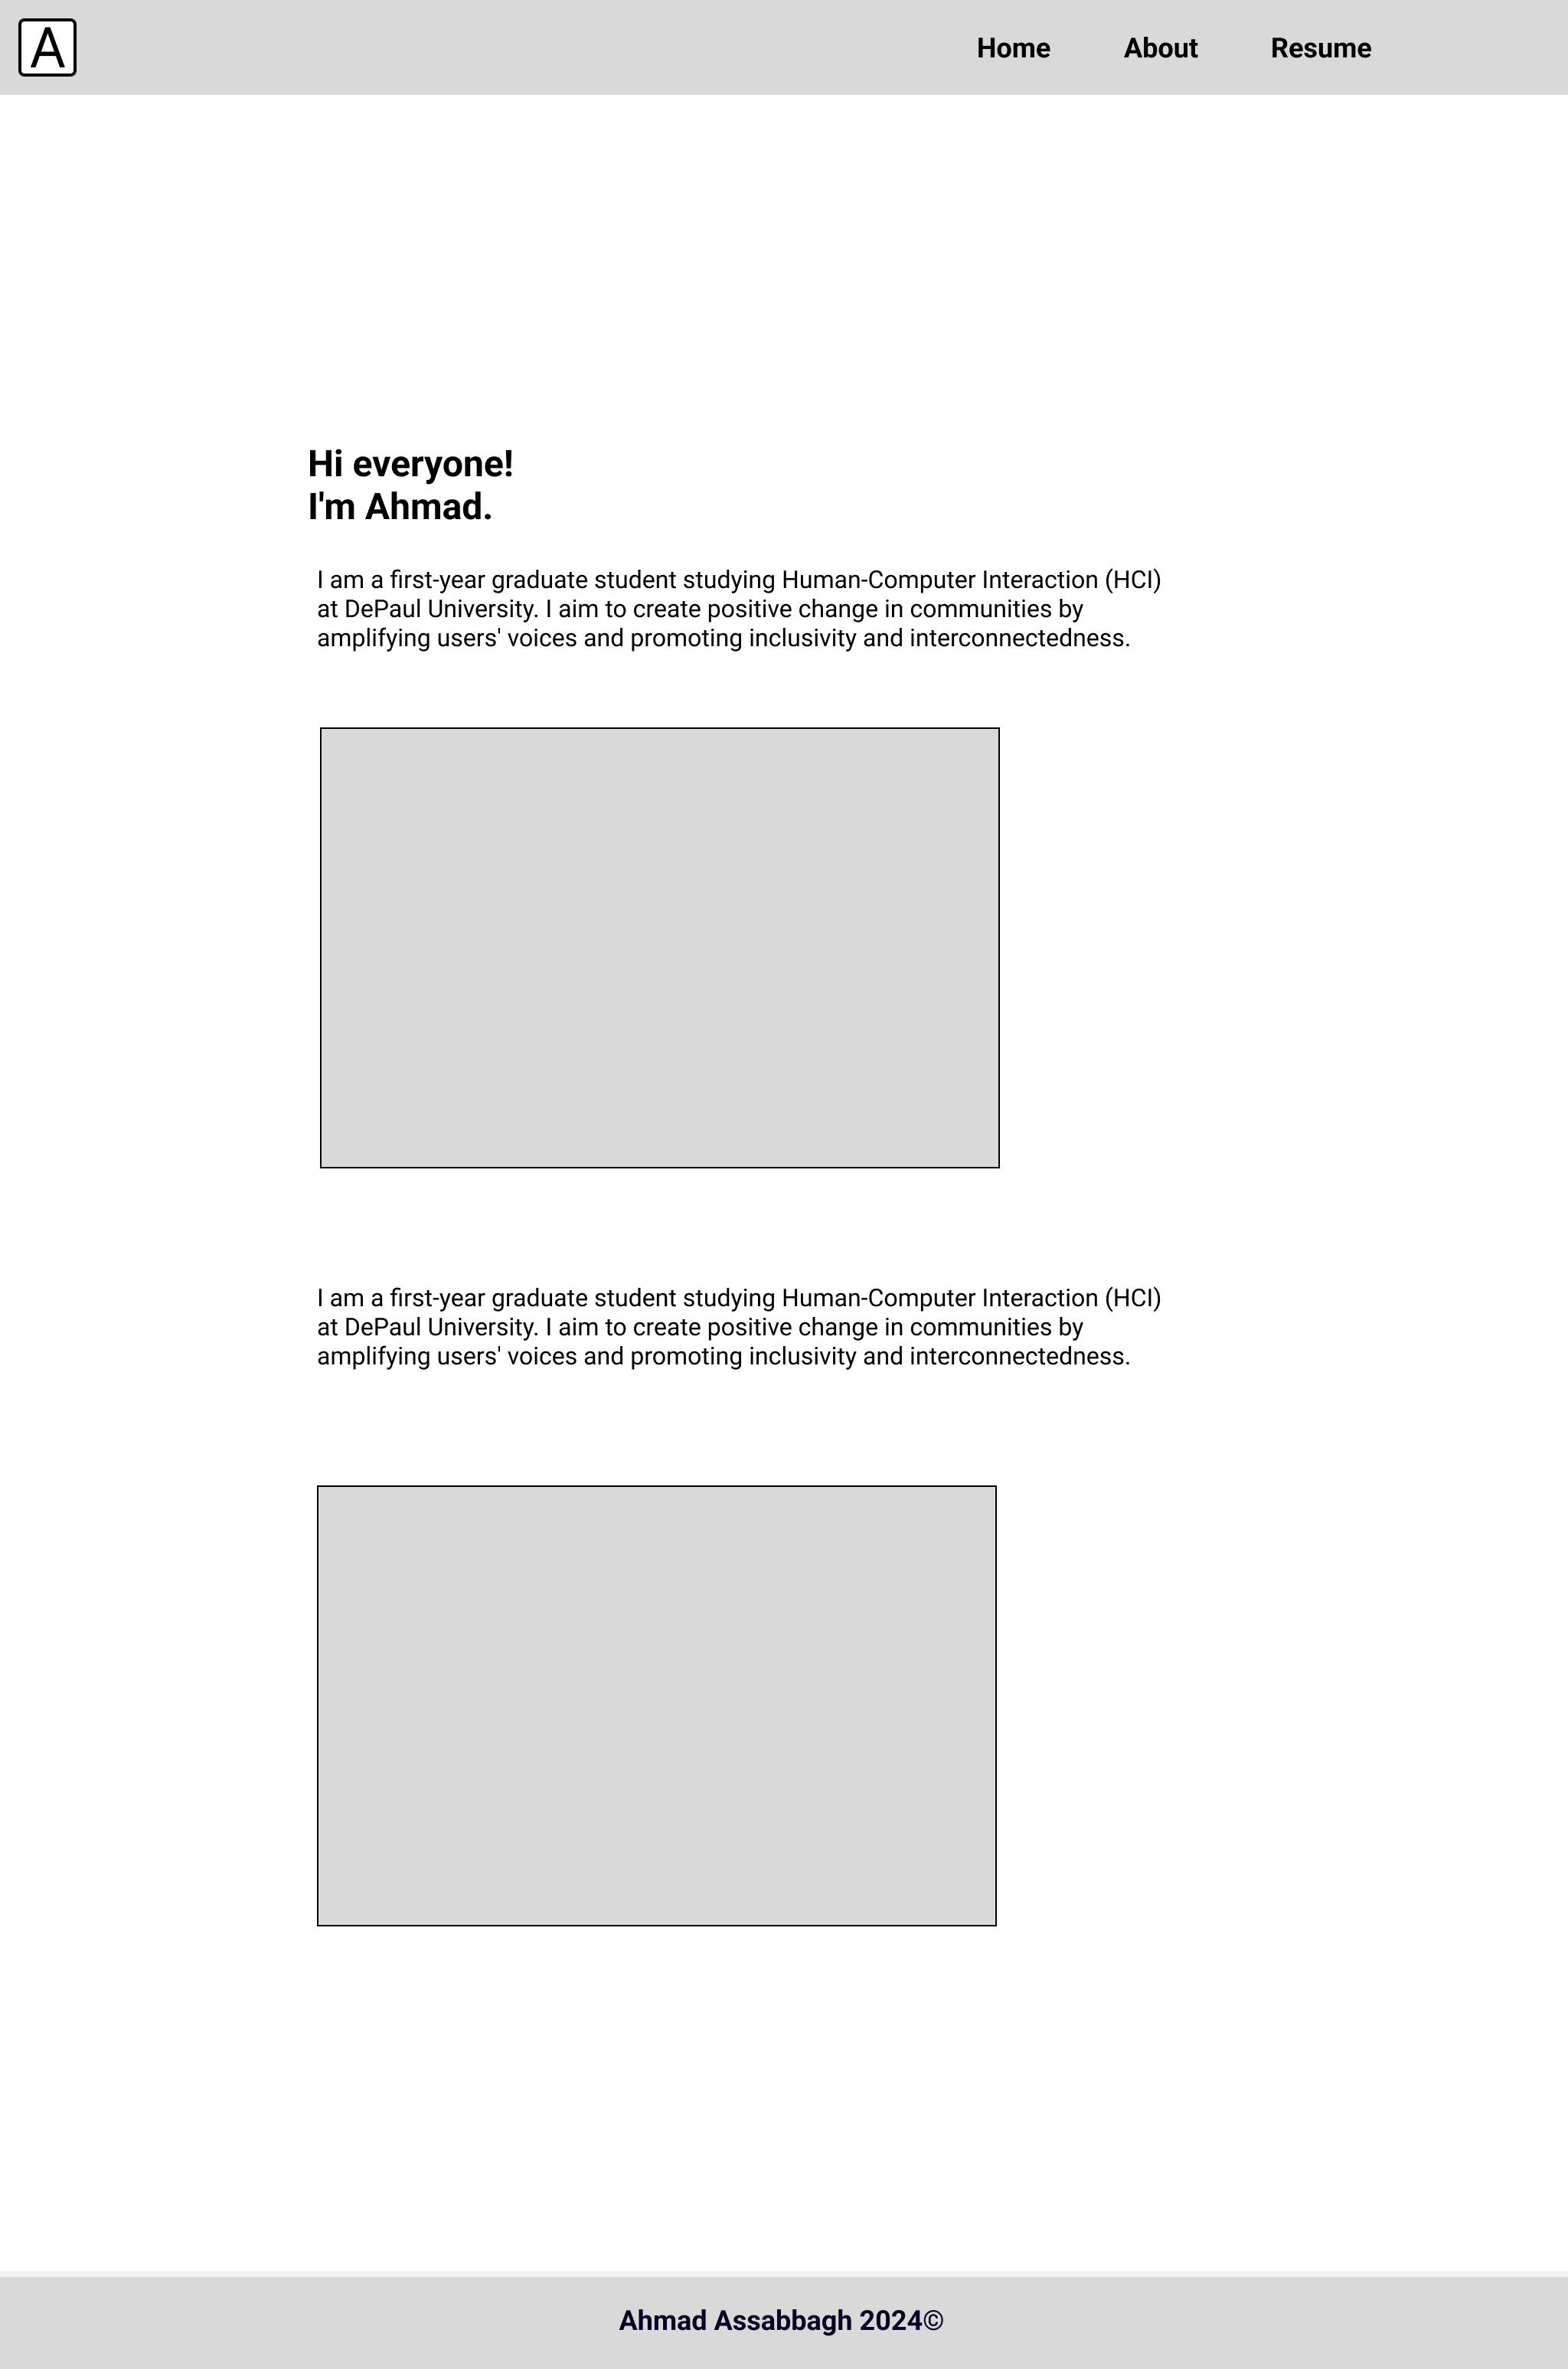 A
Home About Resume
Hi everyone!
I'm Ahmad.
I am a first-year graduate student studying Human-Computer Interaction (HCI)
at DePaul University. I aim to create positive change in communities by
amplifying users' voices and promoting inclusivity and interconnectedness.
I am a first-year graduate student studying Human-Computer Interaction (HCI)
at DePaul University. I aim to create positive change in communities by
amplifying users' voices and promoting inclusivity and interconnectedness.
Ahmad Assabbagh 2024©